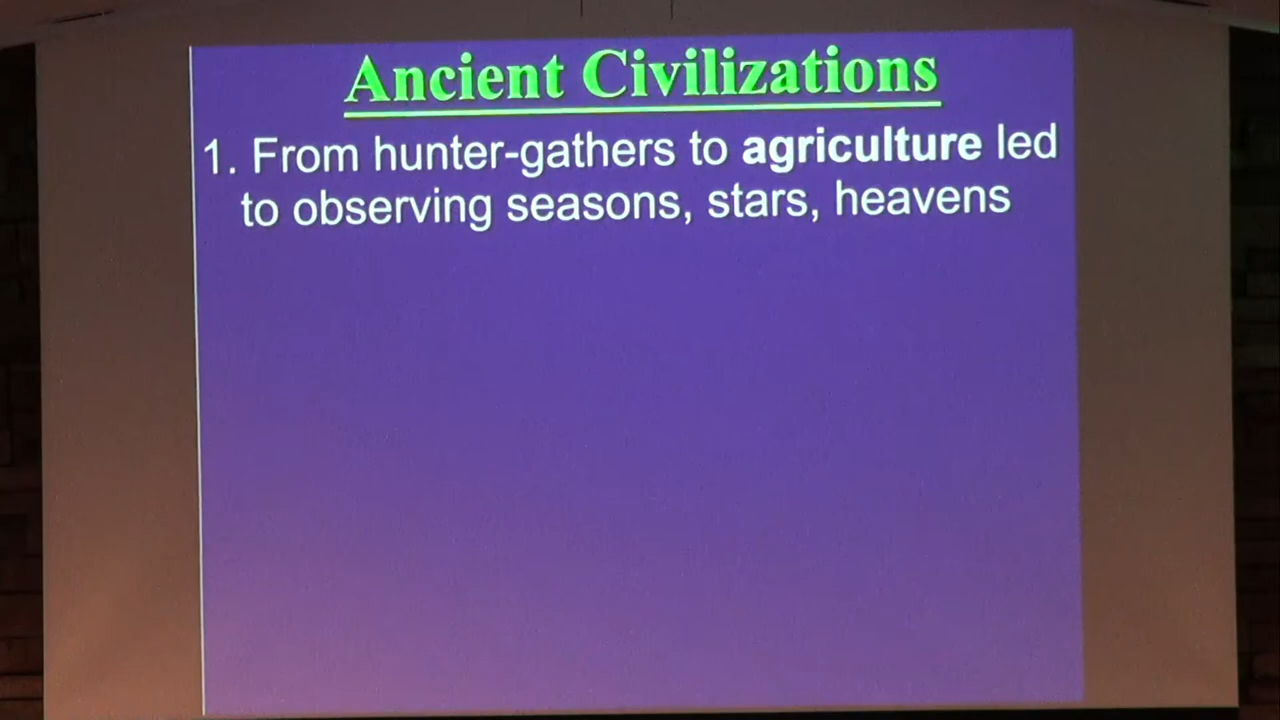 Ancient Civilizations
1. From hunter-gathers to agriculture led
to observing seasons, stars, heavens